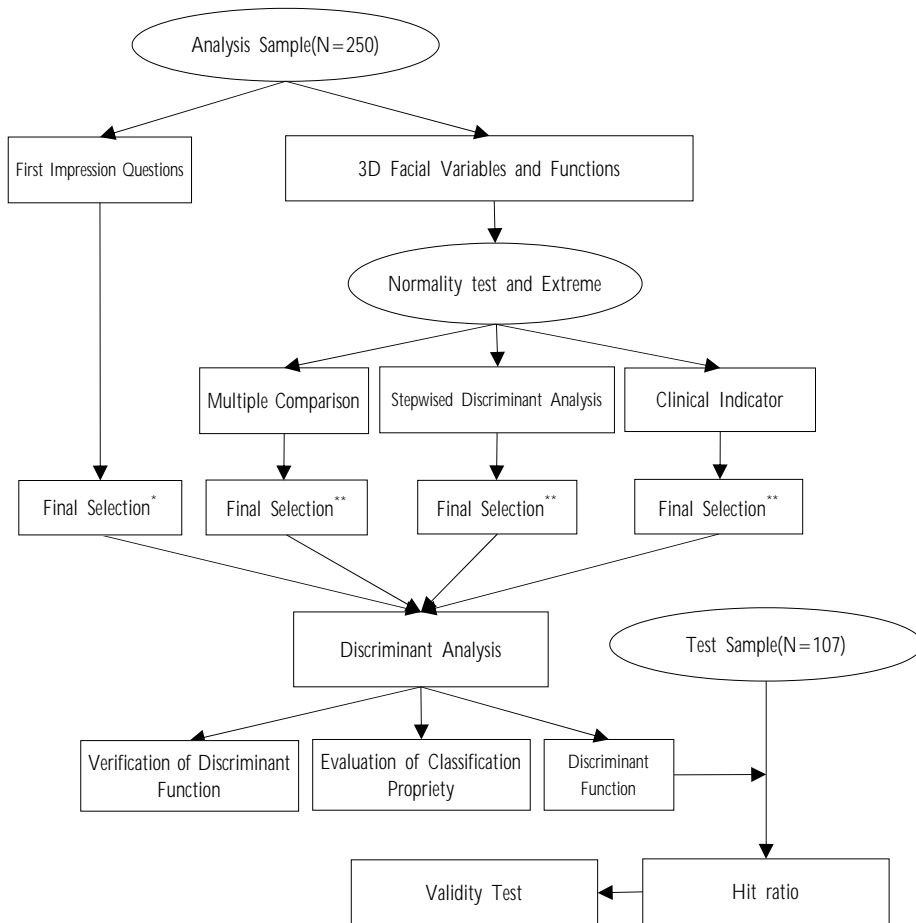 Analysis Sample(N=250)
First Impression Questions
3D Facial Variables and Functions
Normality test and Extreme
Multiple Comparison
Stepwised Discriminant Analysis
Clinical Indicator
Final Selection*
Final Selection**
Final Selection**
Final Selection**
Discriminant Analysis
Test Sample(N=107)
Verification of Discriminant
Function
Evaluation of Classification
Propriety
Discriminant
Function
Validity Test
Hit ratio